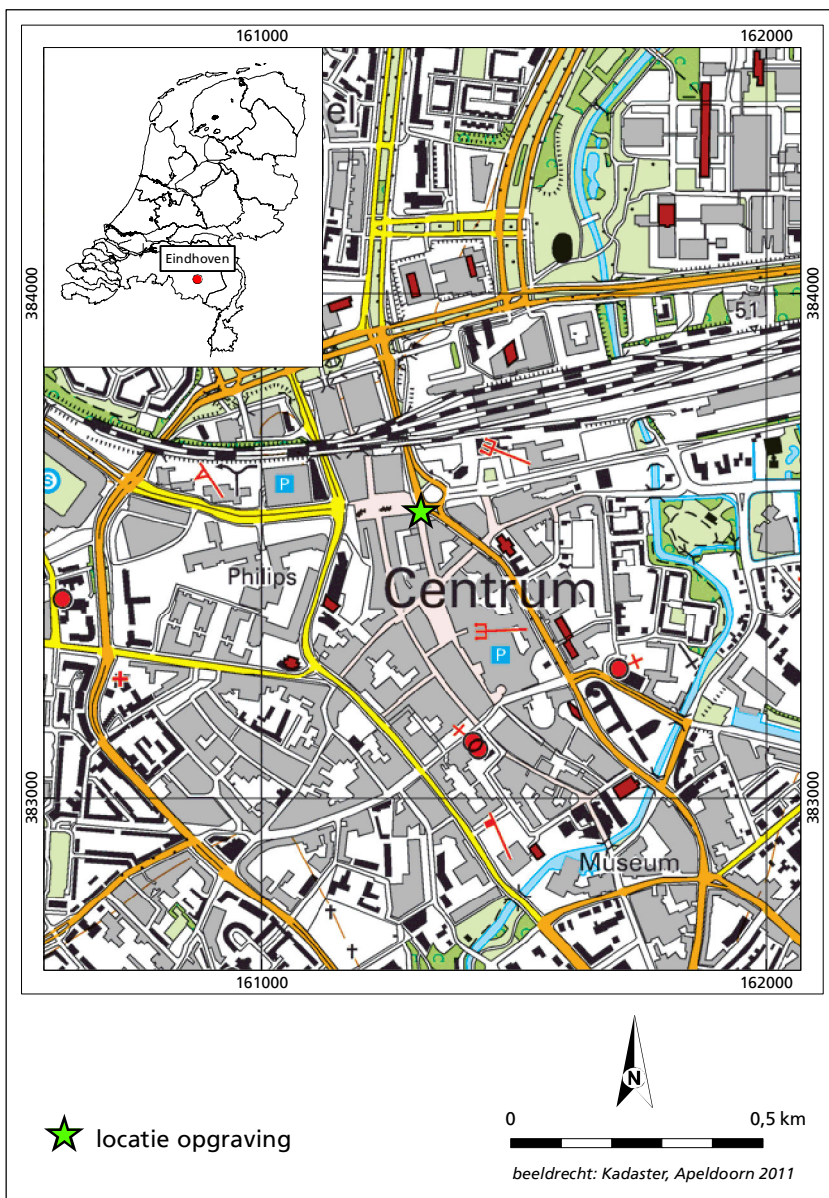 161000
162000
el
Eindhoven
384000
384000
51
S
P
Philips
Centrum
P
383000
383000
Museum
161000
162000
N
locatie opgraving
0
0,5 km
beeldrecht: Kadaster, Apeldoorn 2011